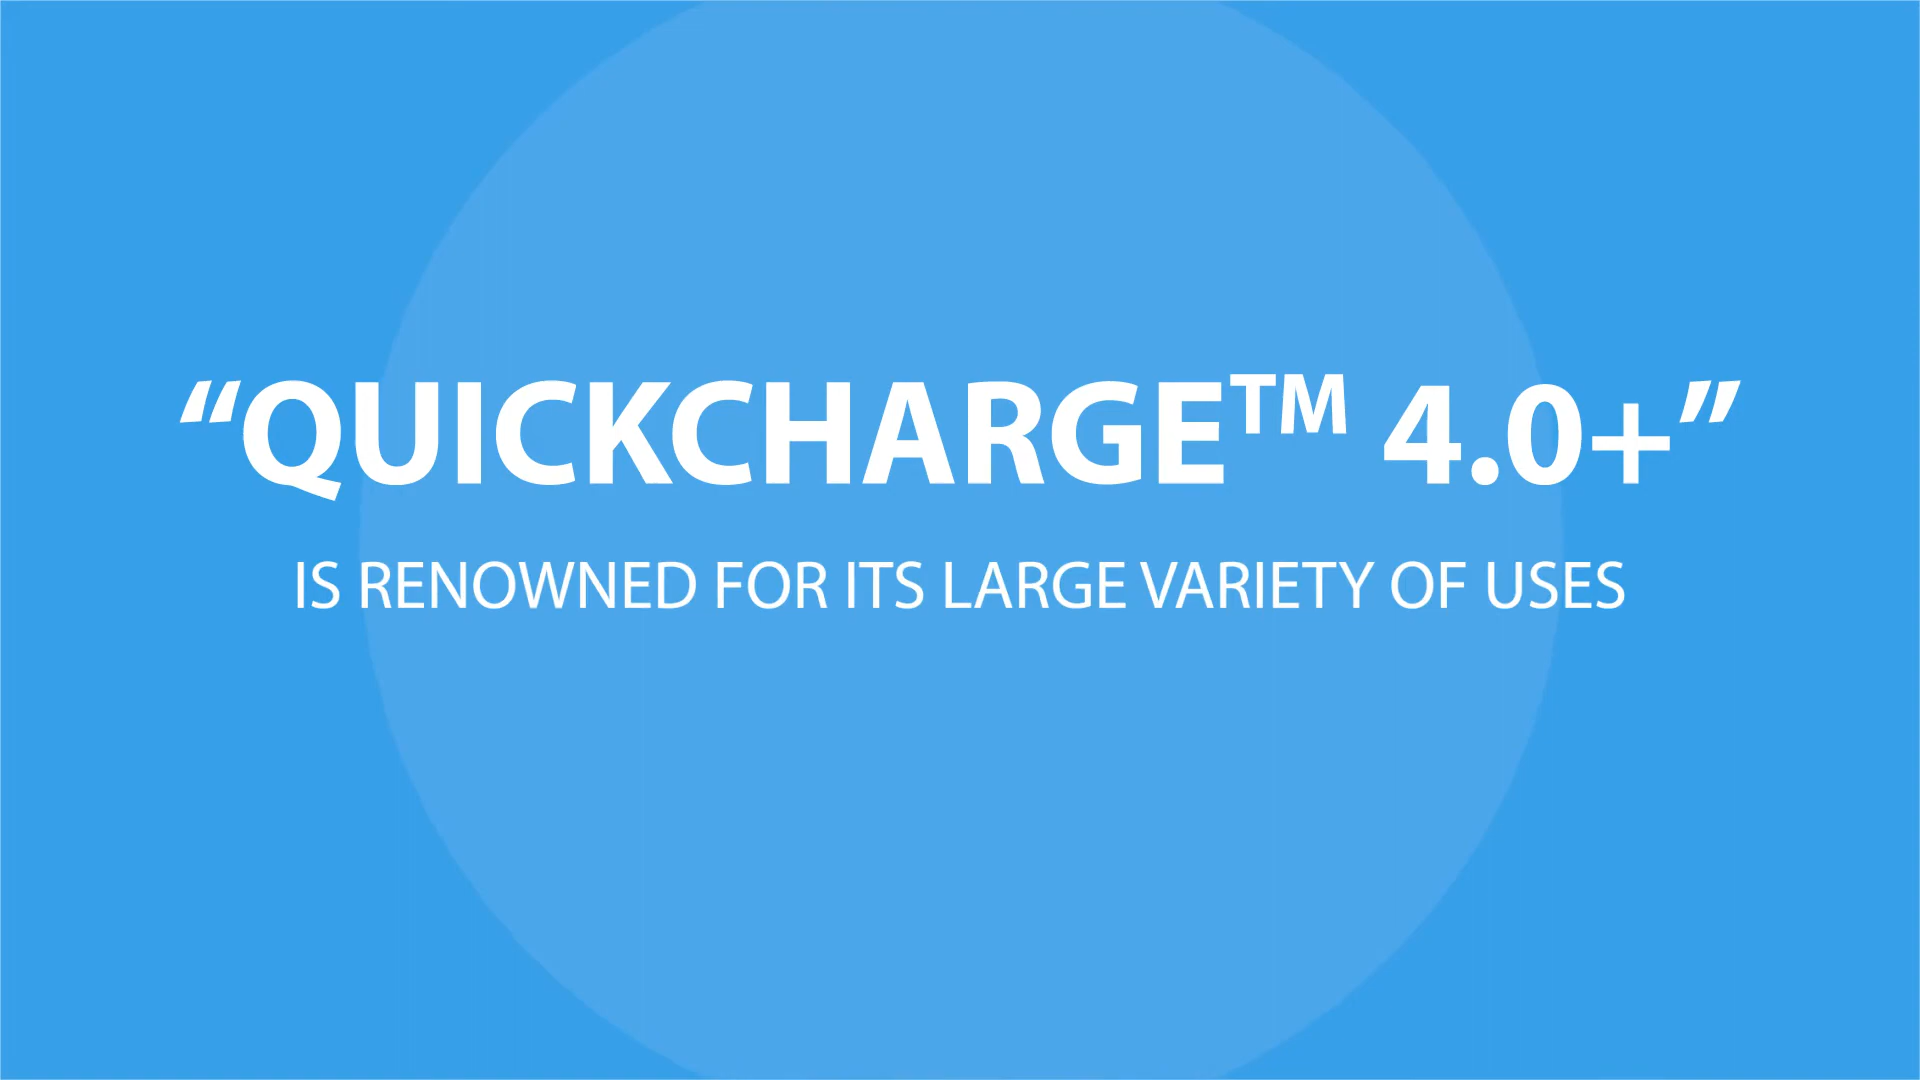 “QUICKCHARGE™ 4.0+”
IS RENOWNED FOR ITS LARGE VARIETY OF USES